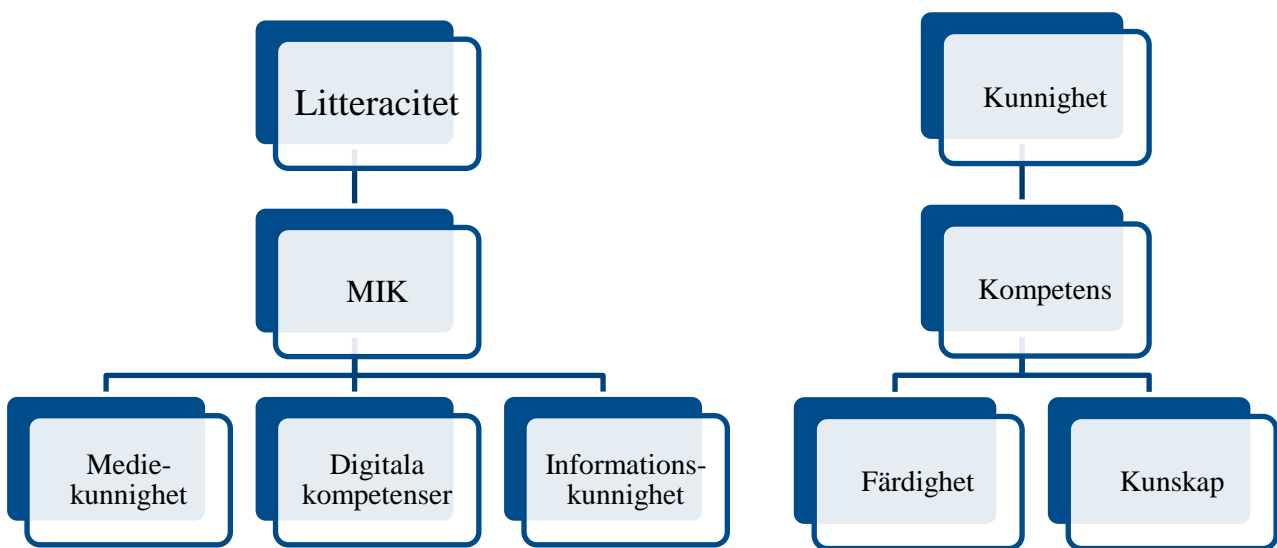 Litteracitet
MIK
Medie-
kunnighet
Digitala
kompetenser
Informations-
kunnighet
Kunnighet
Kompetens
Färdighet
Kunskap